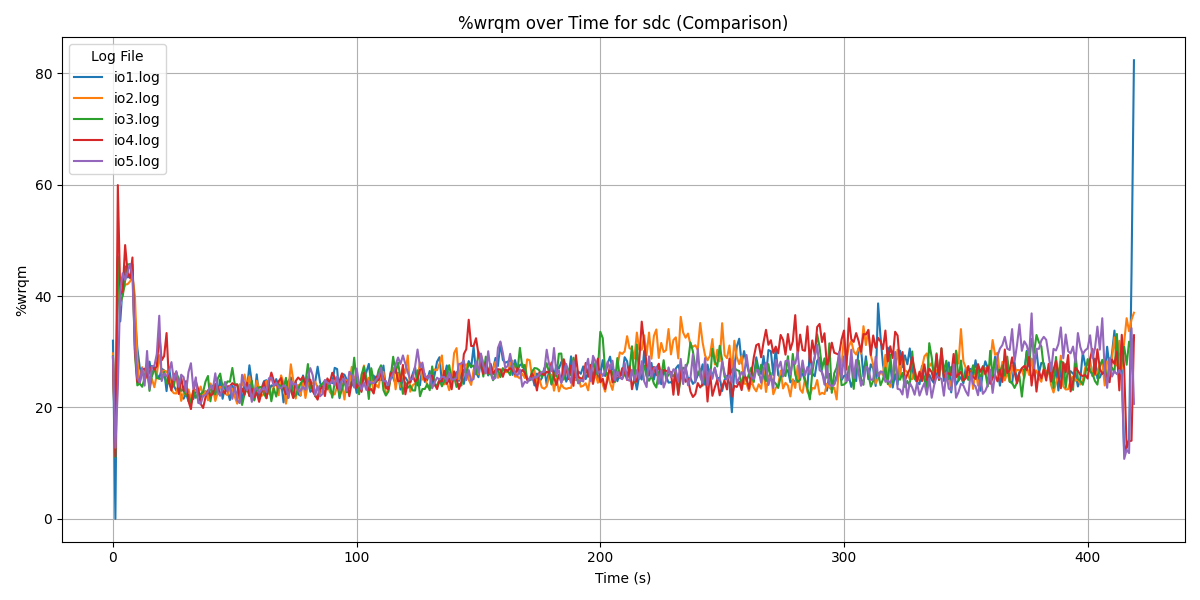 %wrqm over Time for sdc (Comparison)
Log File
io1.log
io2.log
io3.log
io4.log
io5.log
%wrqm
80
60
40
20
0
0 100 200 300 400
Time (s)